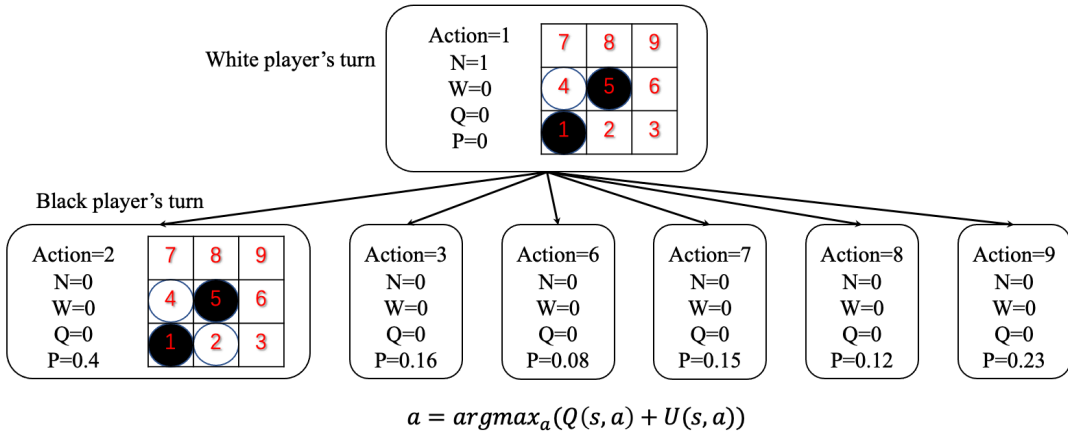 White player's turn
Action=1
N=1
W=0
Q=0
P=0
7 8 9
4 5 6
1 2 3
Black player's turn
Action=2
N=0
W=0
Q=0
P=0.4
7 8 9
4 5 6
1 2 3
Action=3
N=0
W=0
Q=0
P=0.16
Action=6
N=0
W=0
Q=0
P=0.08
Action=7
N=0
W=0
Q=0
P=0.15
Action=8
N=0
W=0
Q=0
P=0.12
Action=9
N=0
W=0
Q=0
P=0.23
a = argmaxₐ(Q(s, a) + U(s, a))